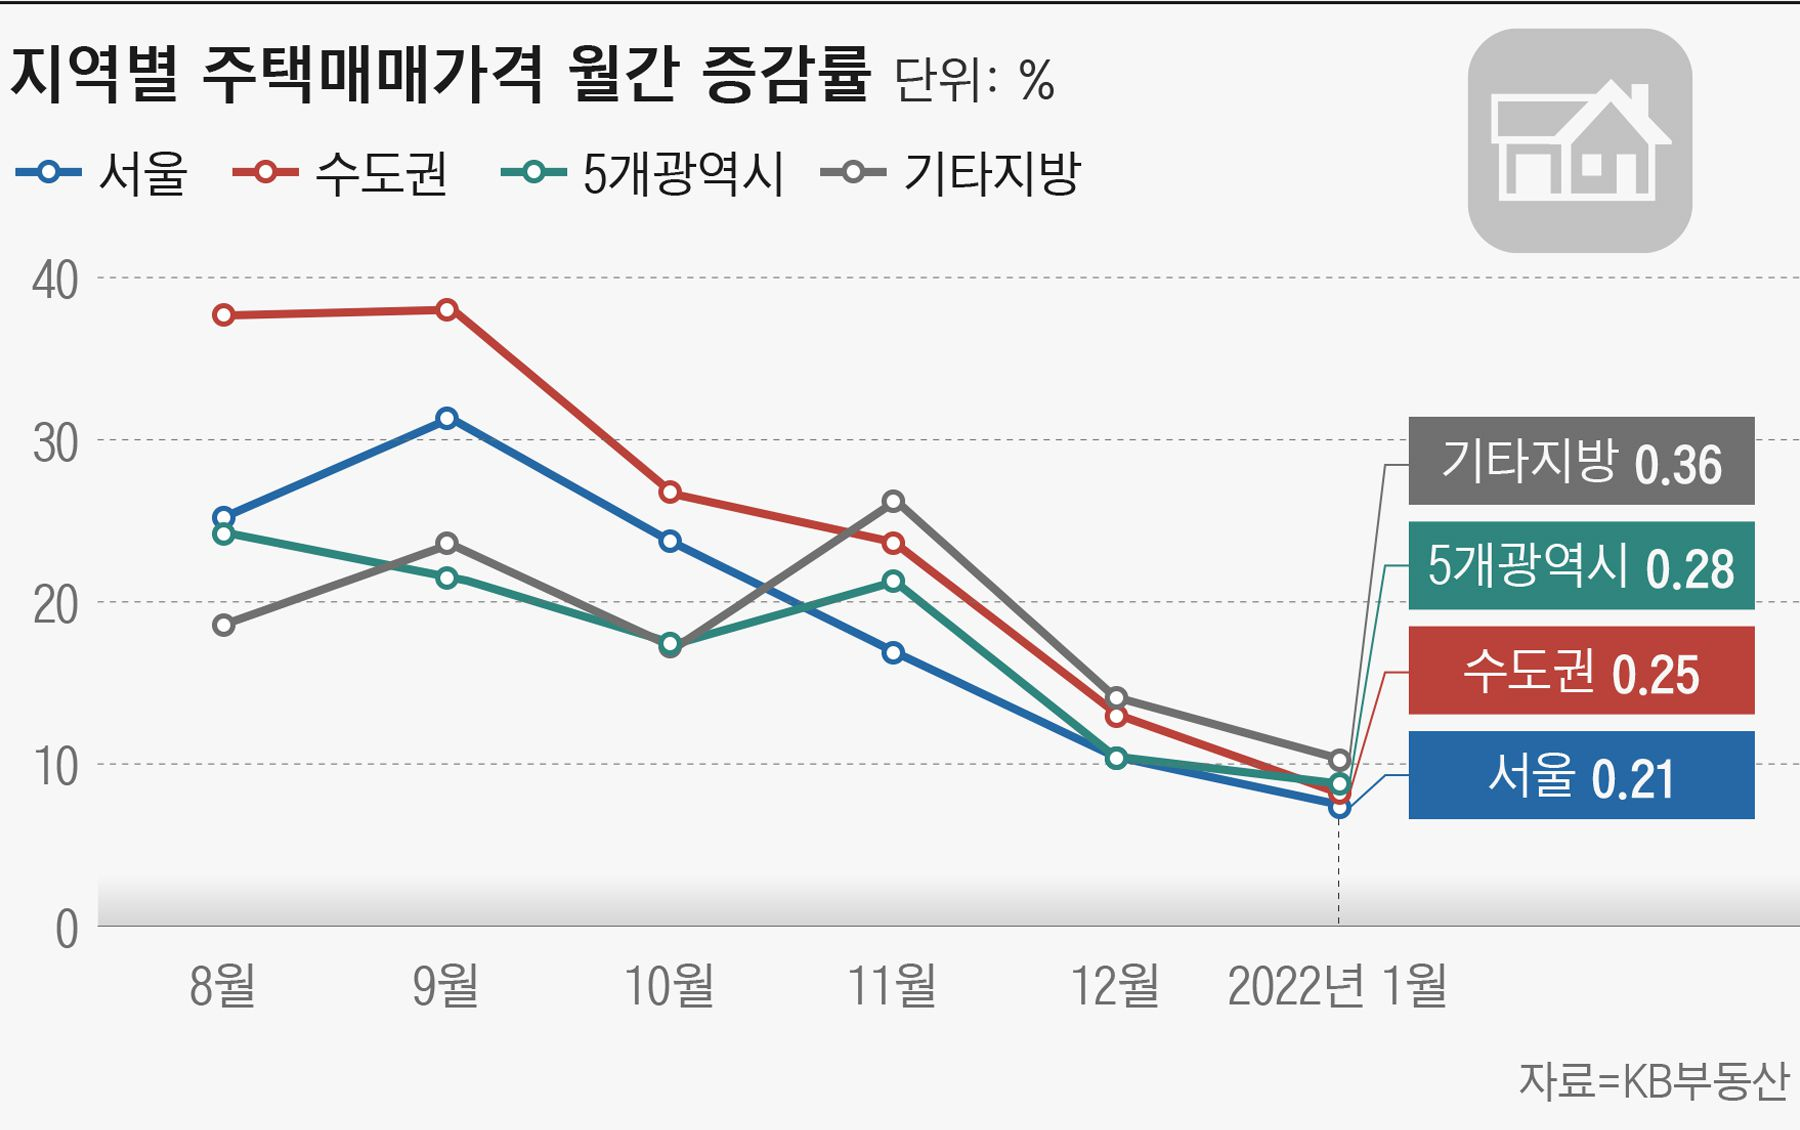 지역별 주택매매가격 월간 증감률 단위: %
서울 수도권 5개광역시 기타지방
40
30
20
10
0
기타지방 0.36
5개광역시 0.28
수도권 0.25
서울 0.21
8월 9월 10월 11월 12월 2022년 1월
자료=KB부동산